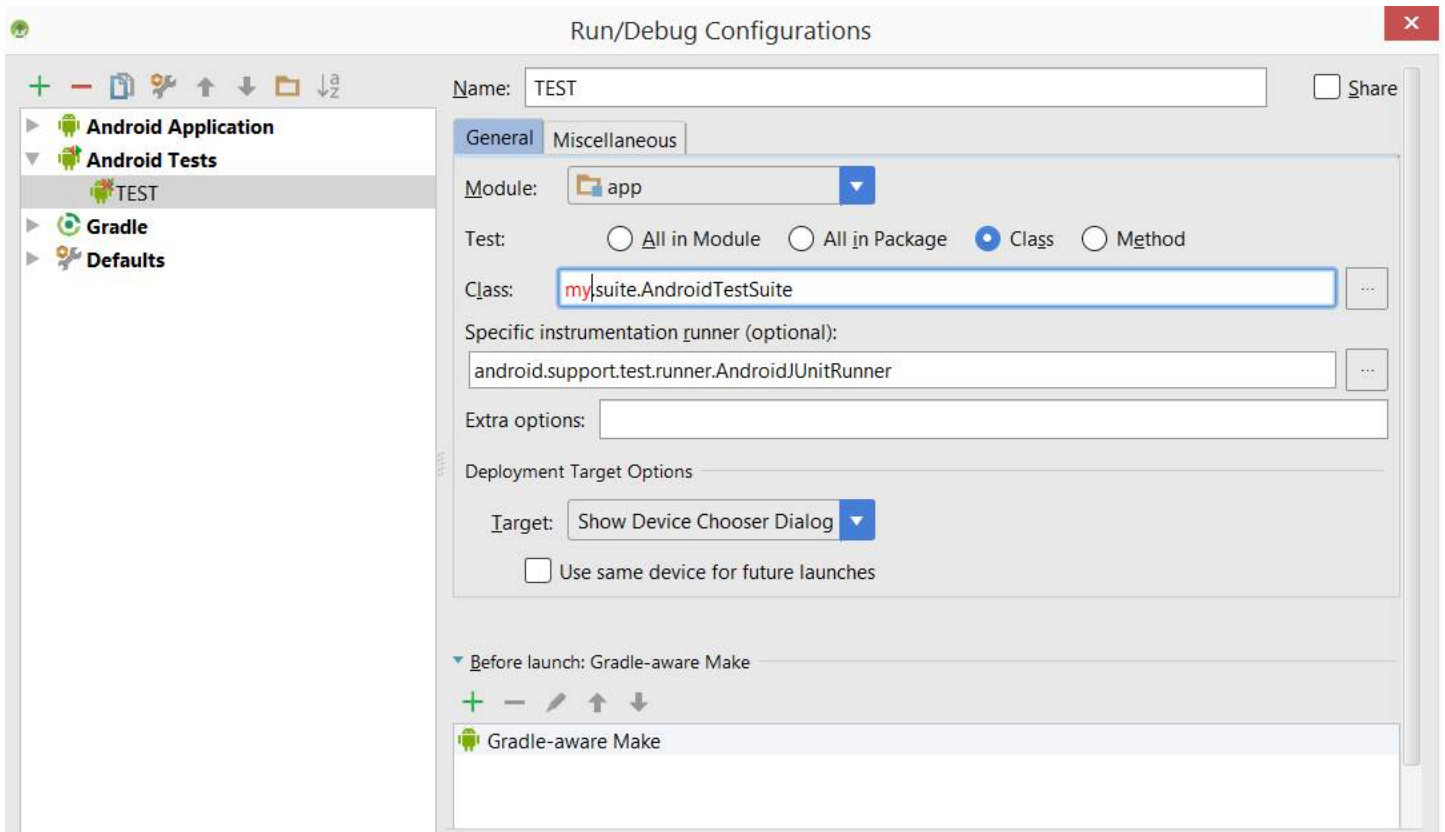 Run/Debug Configurations
Name: TEST
Share
Android Application
Android Tests
TEST
Gradle
Defaults
General Miscellaneous
Module: app
Test: All in Module All in Package Class Method
Class: my.suite.AndroidTestSuite ...
Specific instrumentation runner (optional):
android.support.test.runner.AndroidJUnitRunner ...
Extra options:
Deployment Target Options
Target: Show Device Chooser Dialog
Use same device for future launches
Before launch: Gradle-aware Make
Gradle-aware Make